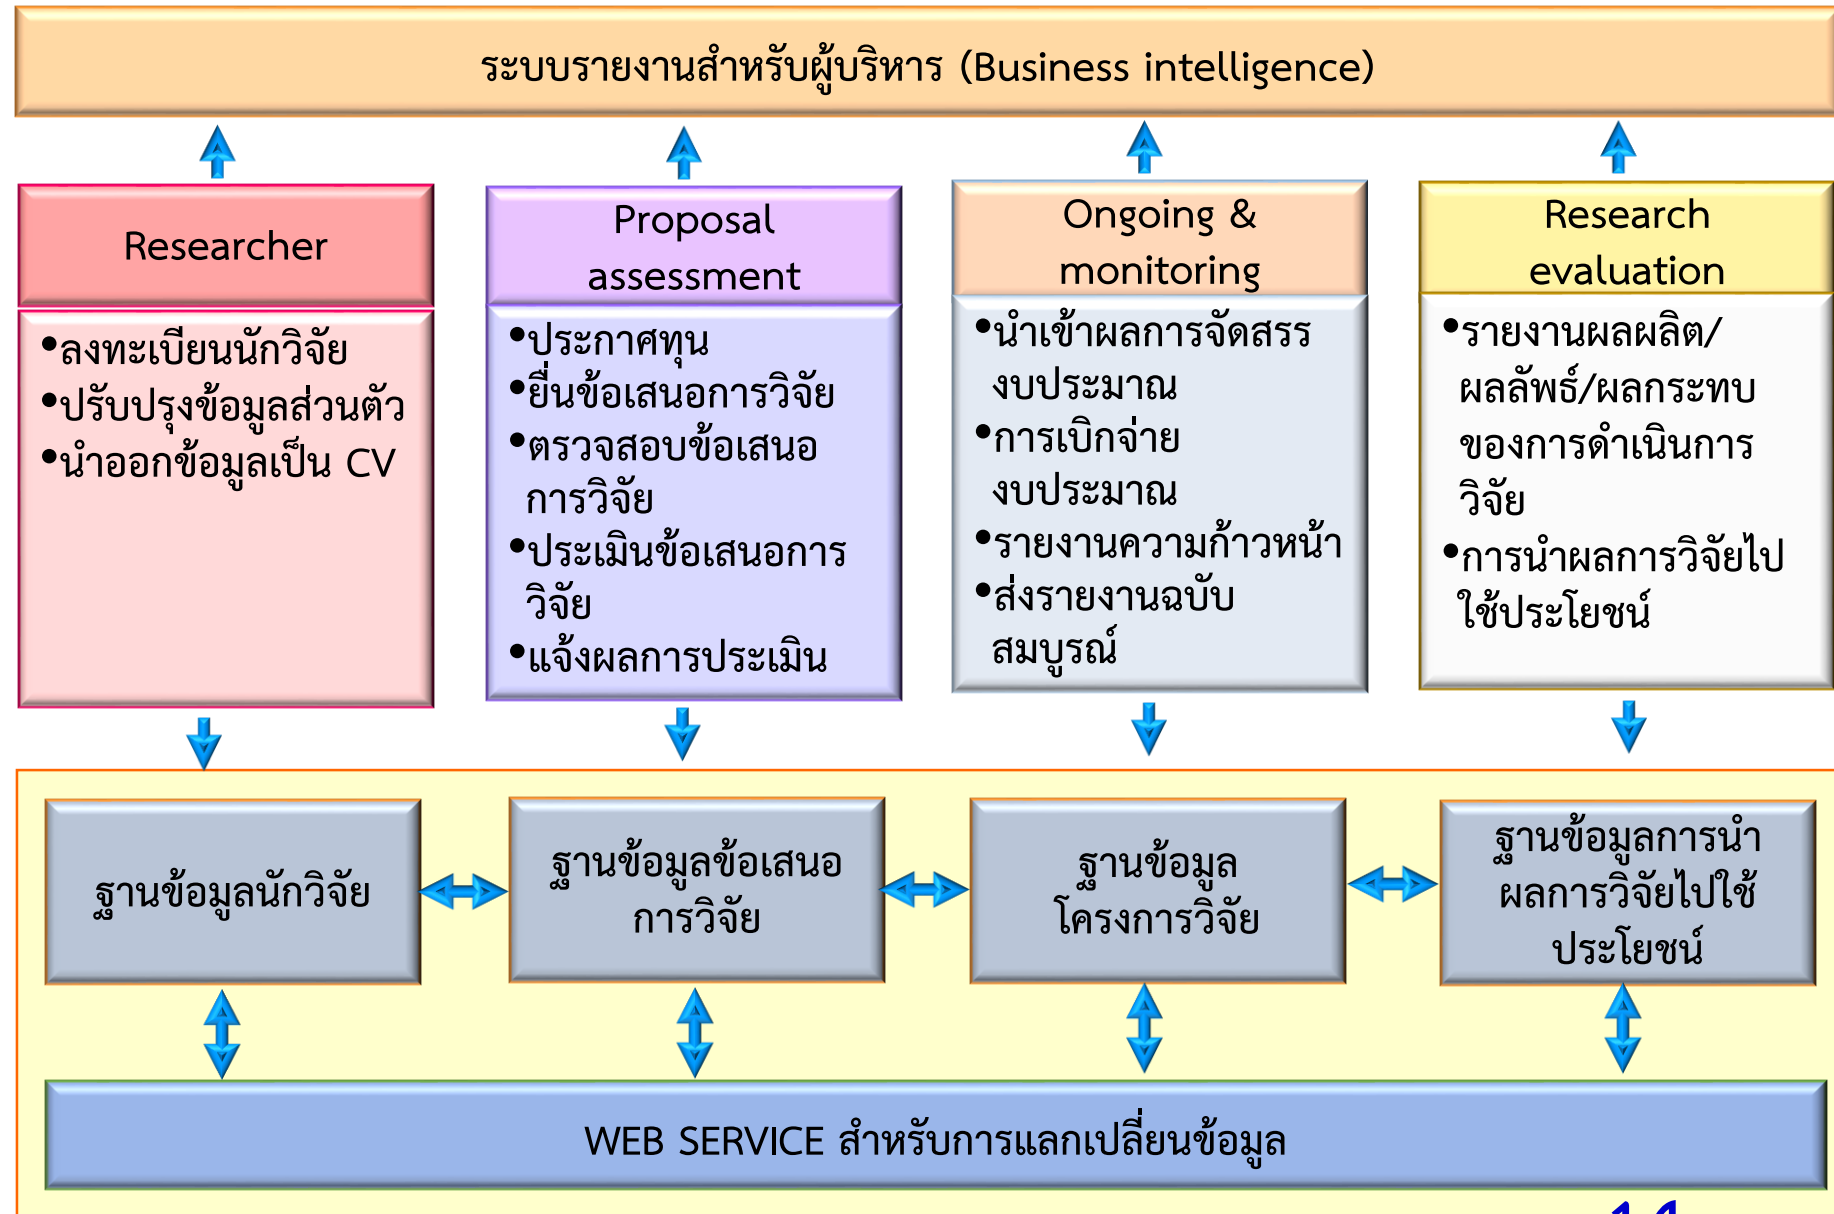 ระบบรายงานสำหรับผู้บริหาร (Business intelligence)
Researcher
•ลงทะเบียนนักวิจัย
•ปรับปรุงข้อมูลส่วนตัว
•นำออกข้อมูลเป็น CV
Proposal
assessment
•ประกาศทุน
•ยื่นข้อเสนอการวิจัย
•ตรวจสอบข้อเสนอ
การวิจัย
•ประเมินข้อเสนอการ
วิจัย
•แจ้งผลการประเมิน
Ongoing &
monitoring
•นำเข้าผลการจัดสรร
งบประมาณ
•การเบิกจ่าย
งบประมาณ
•รายงานความก้าวหน้า
•ส่งรายงานฉบับ
สมบูรณ์
Research
evaluation
•รายงานผลผลิต/
ผลลัพธ์/ผลกระทบ
ของการดำเนินการ
วิจัย
•การนำผลการวิจัยไป
ใช้ประโยชน์
ฐานข้อมูลนักวิจัย
ฐานข้อมูลข้อเสนอ
การวิจัย
ฐานข้อมูล
โครงการวิจัย
ฐานข้อมูลการนำ
ผลการวิจัยไปใช้
ประโยชน์
WEB SERVICE สำหรับการแลกเปลี่ยนข้อมูล